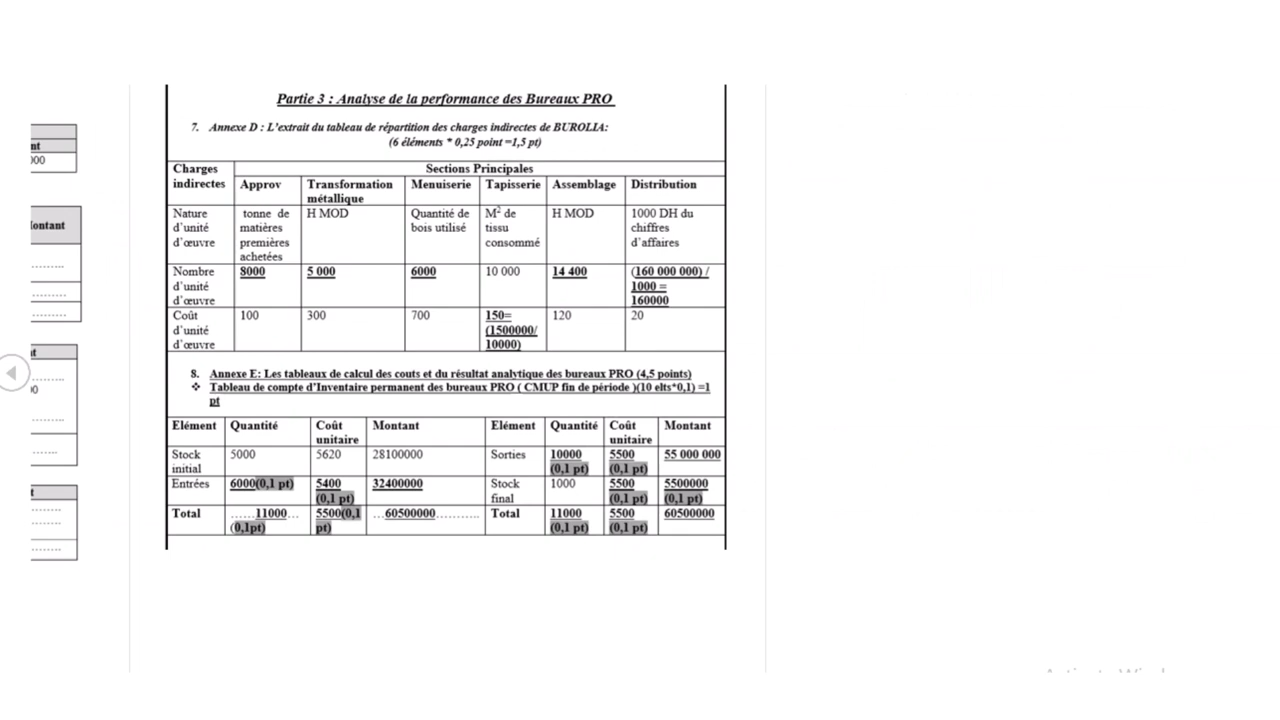 Partie 3 : Analyse de la performance des Bureaux PRO
7. Annexe D : L'extrait du tableau de répartition des charges indirectes de BUROLIA:
(6 éléments * 0,25 point =1,5 pt)
Charges indirectes
Sections Principales
Approv
Transformation métallique
Menuiserie
Tapisserie
Assemblage
Distribution
Nature d'unité d'œuvre
tonne de matières premières achetées
H MOD
Quantité de bois utilisé
M² de tissu consommé
H MOD
1000 DH du chiffres d'affaires
Nombre d'unité d'œuvre
8000
5 000
6000
10 000
14 400
(160 000 000) / 1000 = 160000
Coût d'unité d'œuvre
100
300
700
150= (1500000/ 10000)
120
20
8. Annexe E: Les tableaux de calcul des couts et du résultat analytique des bureaux PRO (4,5 points)
❖ Tableau de compte d'Inventaire permanent des bureaux PRO ( CMUP fin de période )(10 elts*0,1) =1
pt
Elément
Quantité
Coût unitaire
Montant
Elément
Quantité
Coût unitaire
Montant
Stock initial
5000
5620
28100000
Sorties
10000 (0,1 pt)
5500 (0,1 pt)
55 000 000
Entrées
6000(0,1 pt)
5400 (0,1 pt)
32400000
Stock final
1000
5500 (0,1 pt)
5500000 (0,1 pt)
Total
......11000... (0,1pt)
5500(0,1 pt)
...60500000...........
Total
11000 (0,1 pt)
5500 (0,1 pt)
60500000